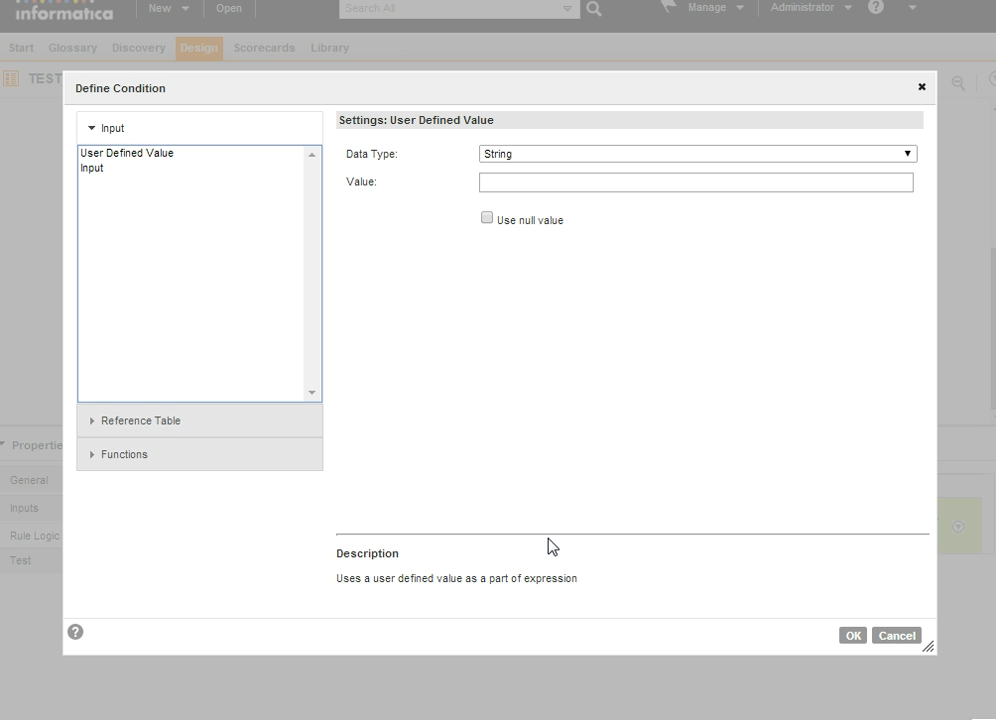 informatica
New
Open
Search All
Manage
Administrator
?
Start
Glossary
Discovery
Design
Scorecards
Library
TEST
Define Condition
Input
User Defined Value
Input
Reference Table
Functions
Settings: User Defined Value
Data Type:
String
Value:
Use null value
Description
Uses a user defined value as a part of expression
?
OK
Cancel
Propertie
General
Inputs
Rule Logic
Test